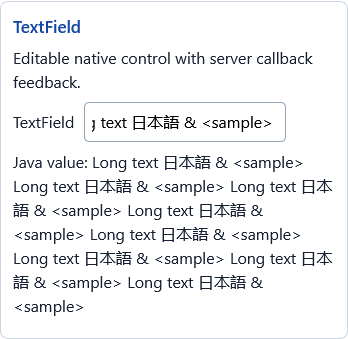 TextField
Editable native control with server callback
feedback.
TextField
text 日本語 & <sample>
Java value: Long text 日本語 & <sample>
Long text 日本語 & <sample> Long text 日本
語 & <sample> Long text 日本語 &
<sample> Long text 日本語 & <sample>
Long text 日本語 & <sample> Long text 日本
語 & <sample> Long text 日本語 &
<sample>